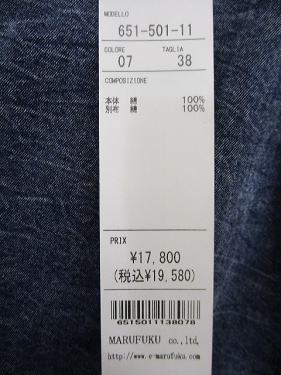 MODELLO
651-501-11
COLORE TAGLIA
07 38
COMPOSIZIONE
本体 綿 100%
別布 綿 100%
PRIX
¥17,800
(税込¥19,580)
6515011138078
MARUFUKU co.,ltd,
http://www.e-marufuku.com/